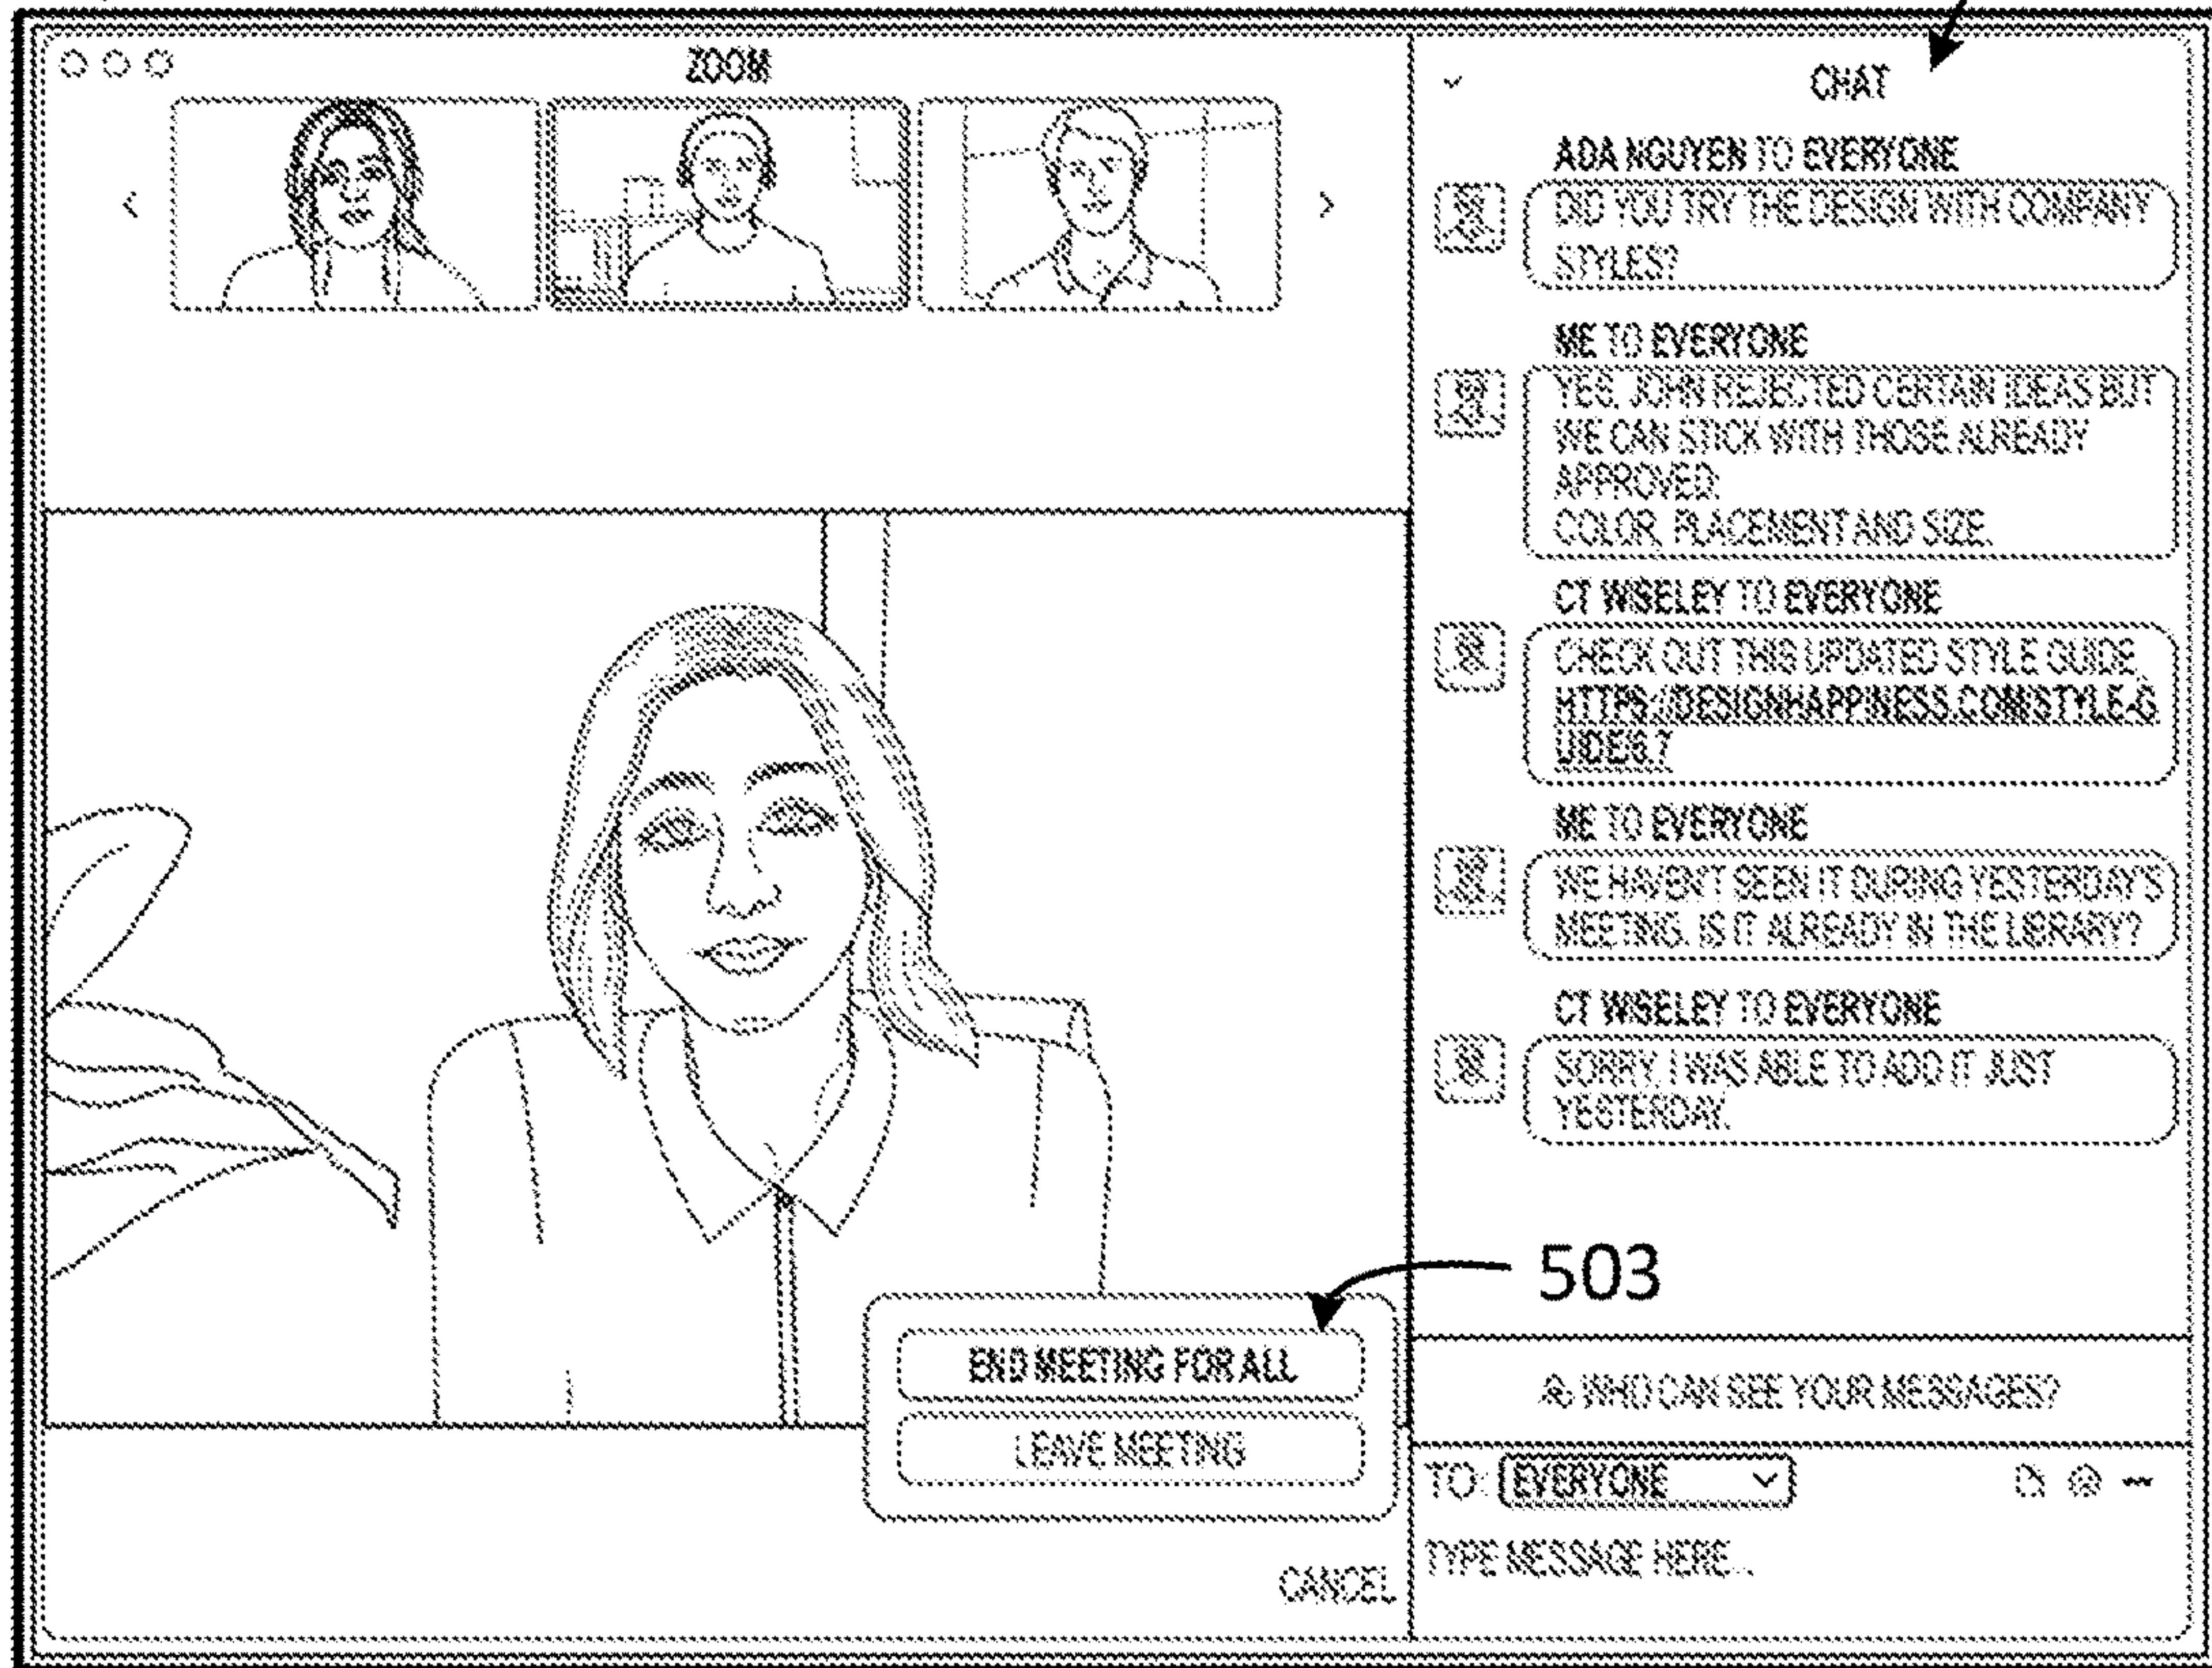 ZOOM
CHAT
ADA NGUYEN TO EVERYONE
DID YOU TRY THE DESIGN WITH COMPANY
STYLES?
ME TO EVERYONE
YES, JOHN REJECTED CERTAIN IDEAS BUT
WE CAN STICK WITH THOSE ALREADY
APPROVED:
COLOR, PLACEMENT AND SIZE.
CT WISELEY TO EVERYONE
CHECK OUT THIS UPDATED STYLE GUIDE,
HTTPS://DESIGNHAPPINESS.COM/STYLE-G
ME TO EVERYONE
WE HAVEN'T SEEN IT DURING YESTERDAY'S
MEETING. IS IT ALREADY IN THE LIBRARY?
CT WISELEY TO EVERYONE
SORRY, I WAS ABLE TO ADD IT JUST
YESTERDAY.
503
END MEETING FOR ALL
LEAVE MEETING
CANCEL
WHO CAN SEE YOUR MESSAGES?
TO: EVERYONE
TYPE MESSAGE HERE...